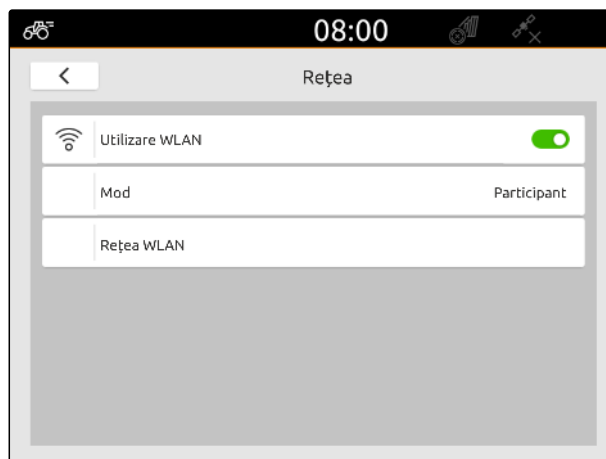 08:00
Rețea
Utilizare WLAN
Mod Participant
Rețea WLAN